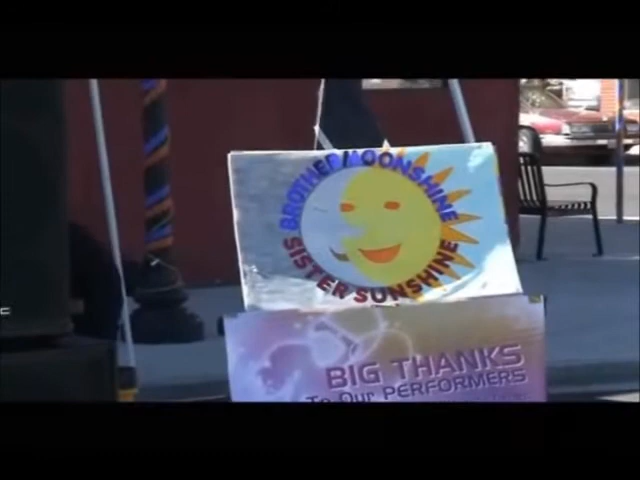 BROTHER MOONSHINE
SISTER SUNSHINE
BIG THANKS
To Our PERFORMERS